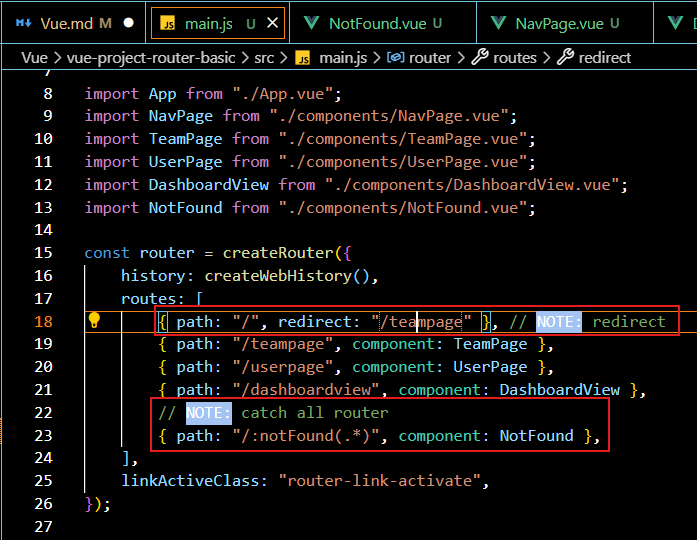 Vue.md M
JS main.js U
NotFound.vue U
NavPage.vue U
Vue > vue-project-router-basic > src > JS main.js > router > routes > redirect
8 import App from "./App.vue";
9 import NavPage from "./components/NavPage.vue";
10 import TeamPage from "./components/TeamPage.vue";
11 import UserPage from "./components/UserPage.vue";
12 import DashboardView from "./components/DashboardView.vue";
13 import NotFound from "./components/NotFound.vue";
14
15 const router = createRouter({
16 history: createWebHistory(),
17 routes: [
18 { path: "/", redirect: "/teampage" }, // NOTE: redirect
19 { path: "/teampage", component: TeamPage },
20 { path: "/userpage", component: UserPage },
21 { path: "/dashboardview", component: DashboardView },
22 // NOTE: catch all router
23 { path: "/:notFound(.*)", component: NotFound },
24 ],
25 linkActiveClass: "router-link-activate",
26 });
27